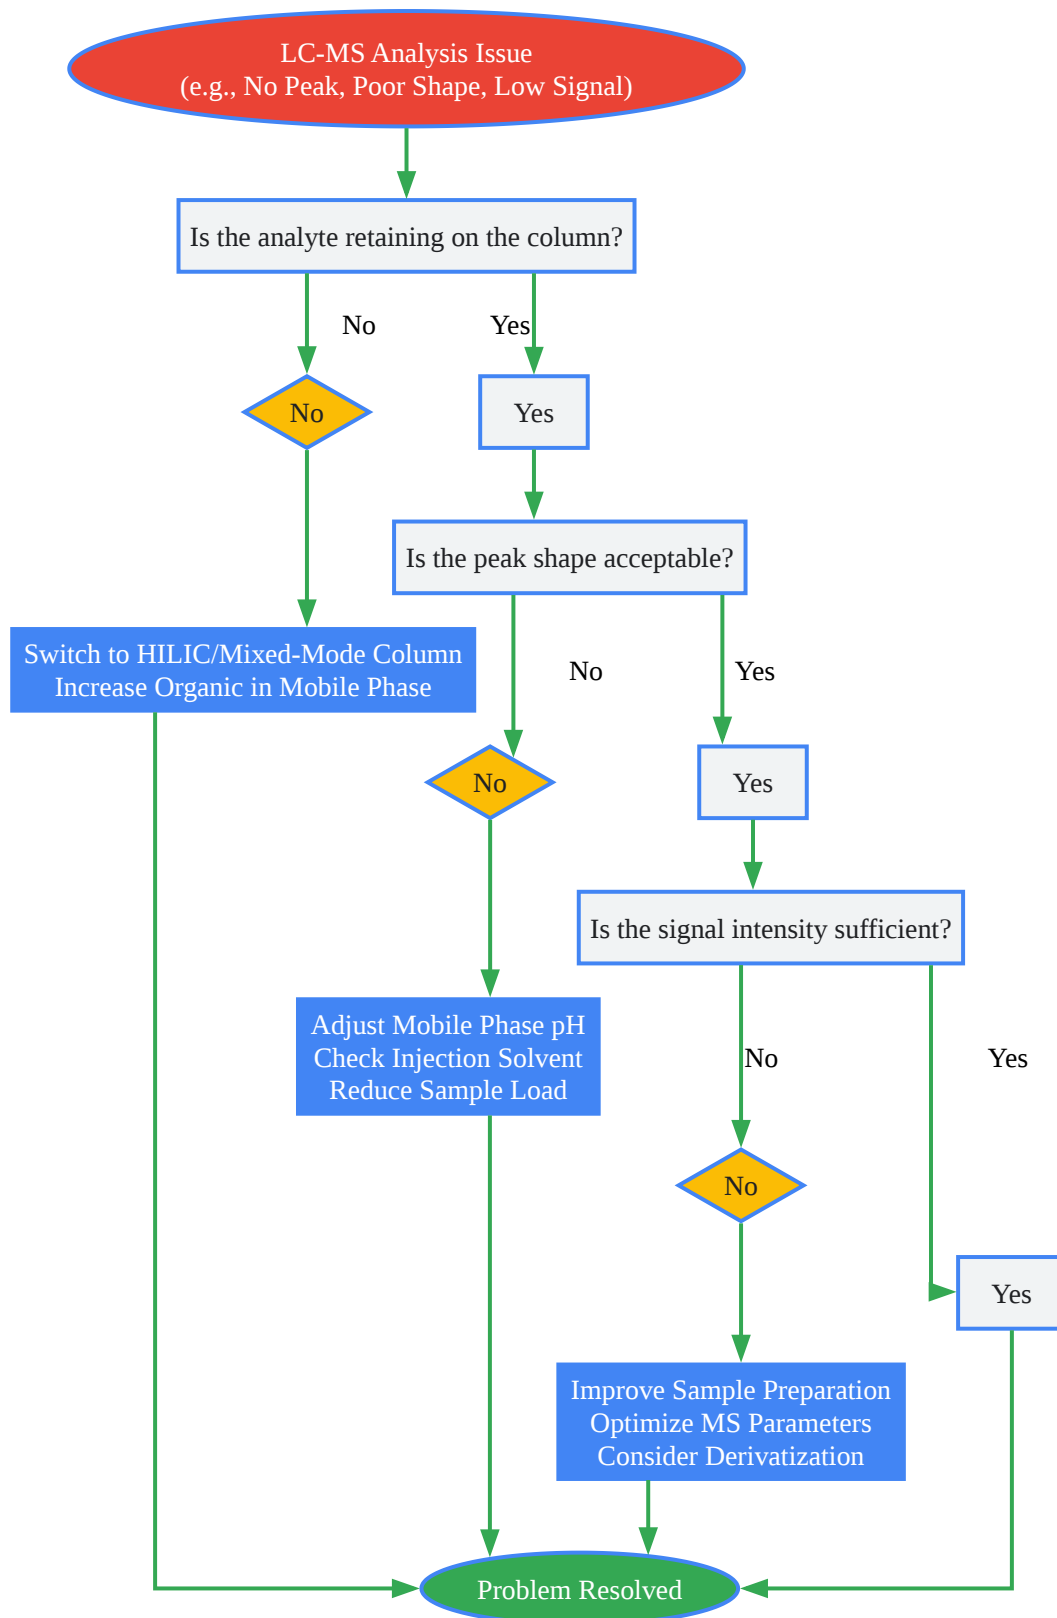 LC-MS Analysis Issue
(e.g., No Peak, Poor Shape, Low Signal)
Is the analyte retaining on the column?
No
Yes
No
Yes
Is the peak shape acceptable?
Switch to HILIC/Mixed-Mode Column
Increase Organic in Mobile Phase
No
Yes
No
Yes
Is the signal intensity sufficient?
Adjust Mobile Phase pH
Check Injection Solvent
Reduce Sample Load
No
Yes
No
Yes
Improve Sample Preparation
Optimize MS Parameters
Consider Derivatization
Problem Resolved